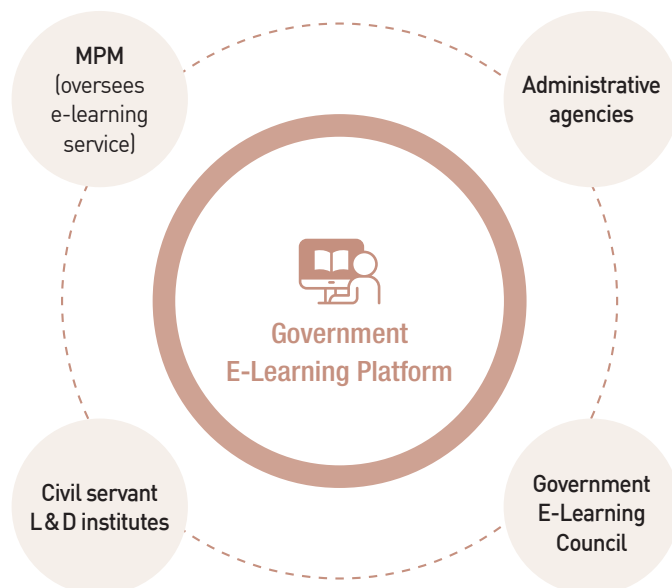 MPM
(oversees
e-learning
service)
Administrative
agencies
Government
E-Learning Platform
Civil servant
L&D institutes
Government
E-Learning
Council